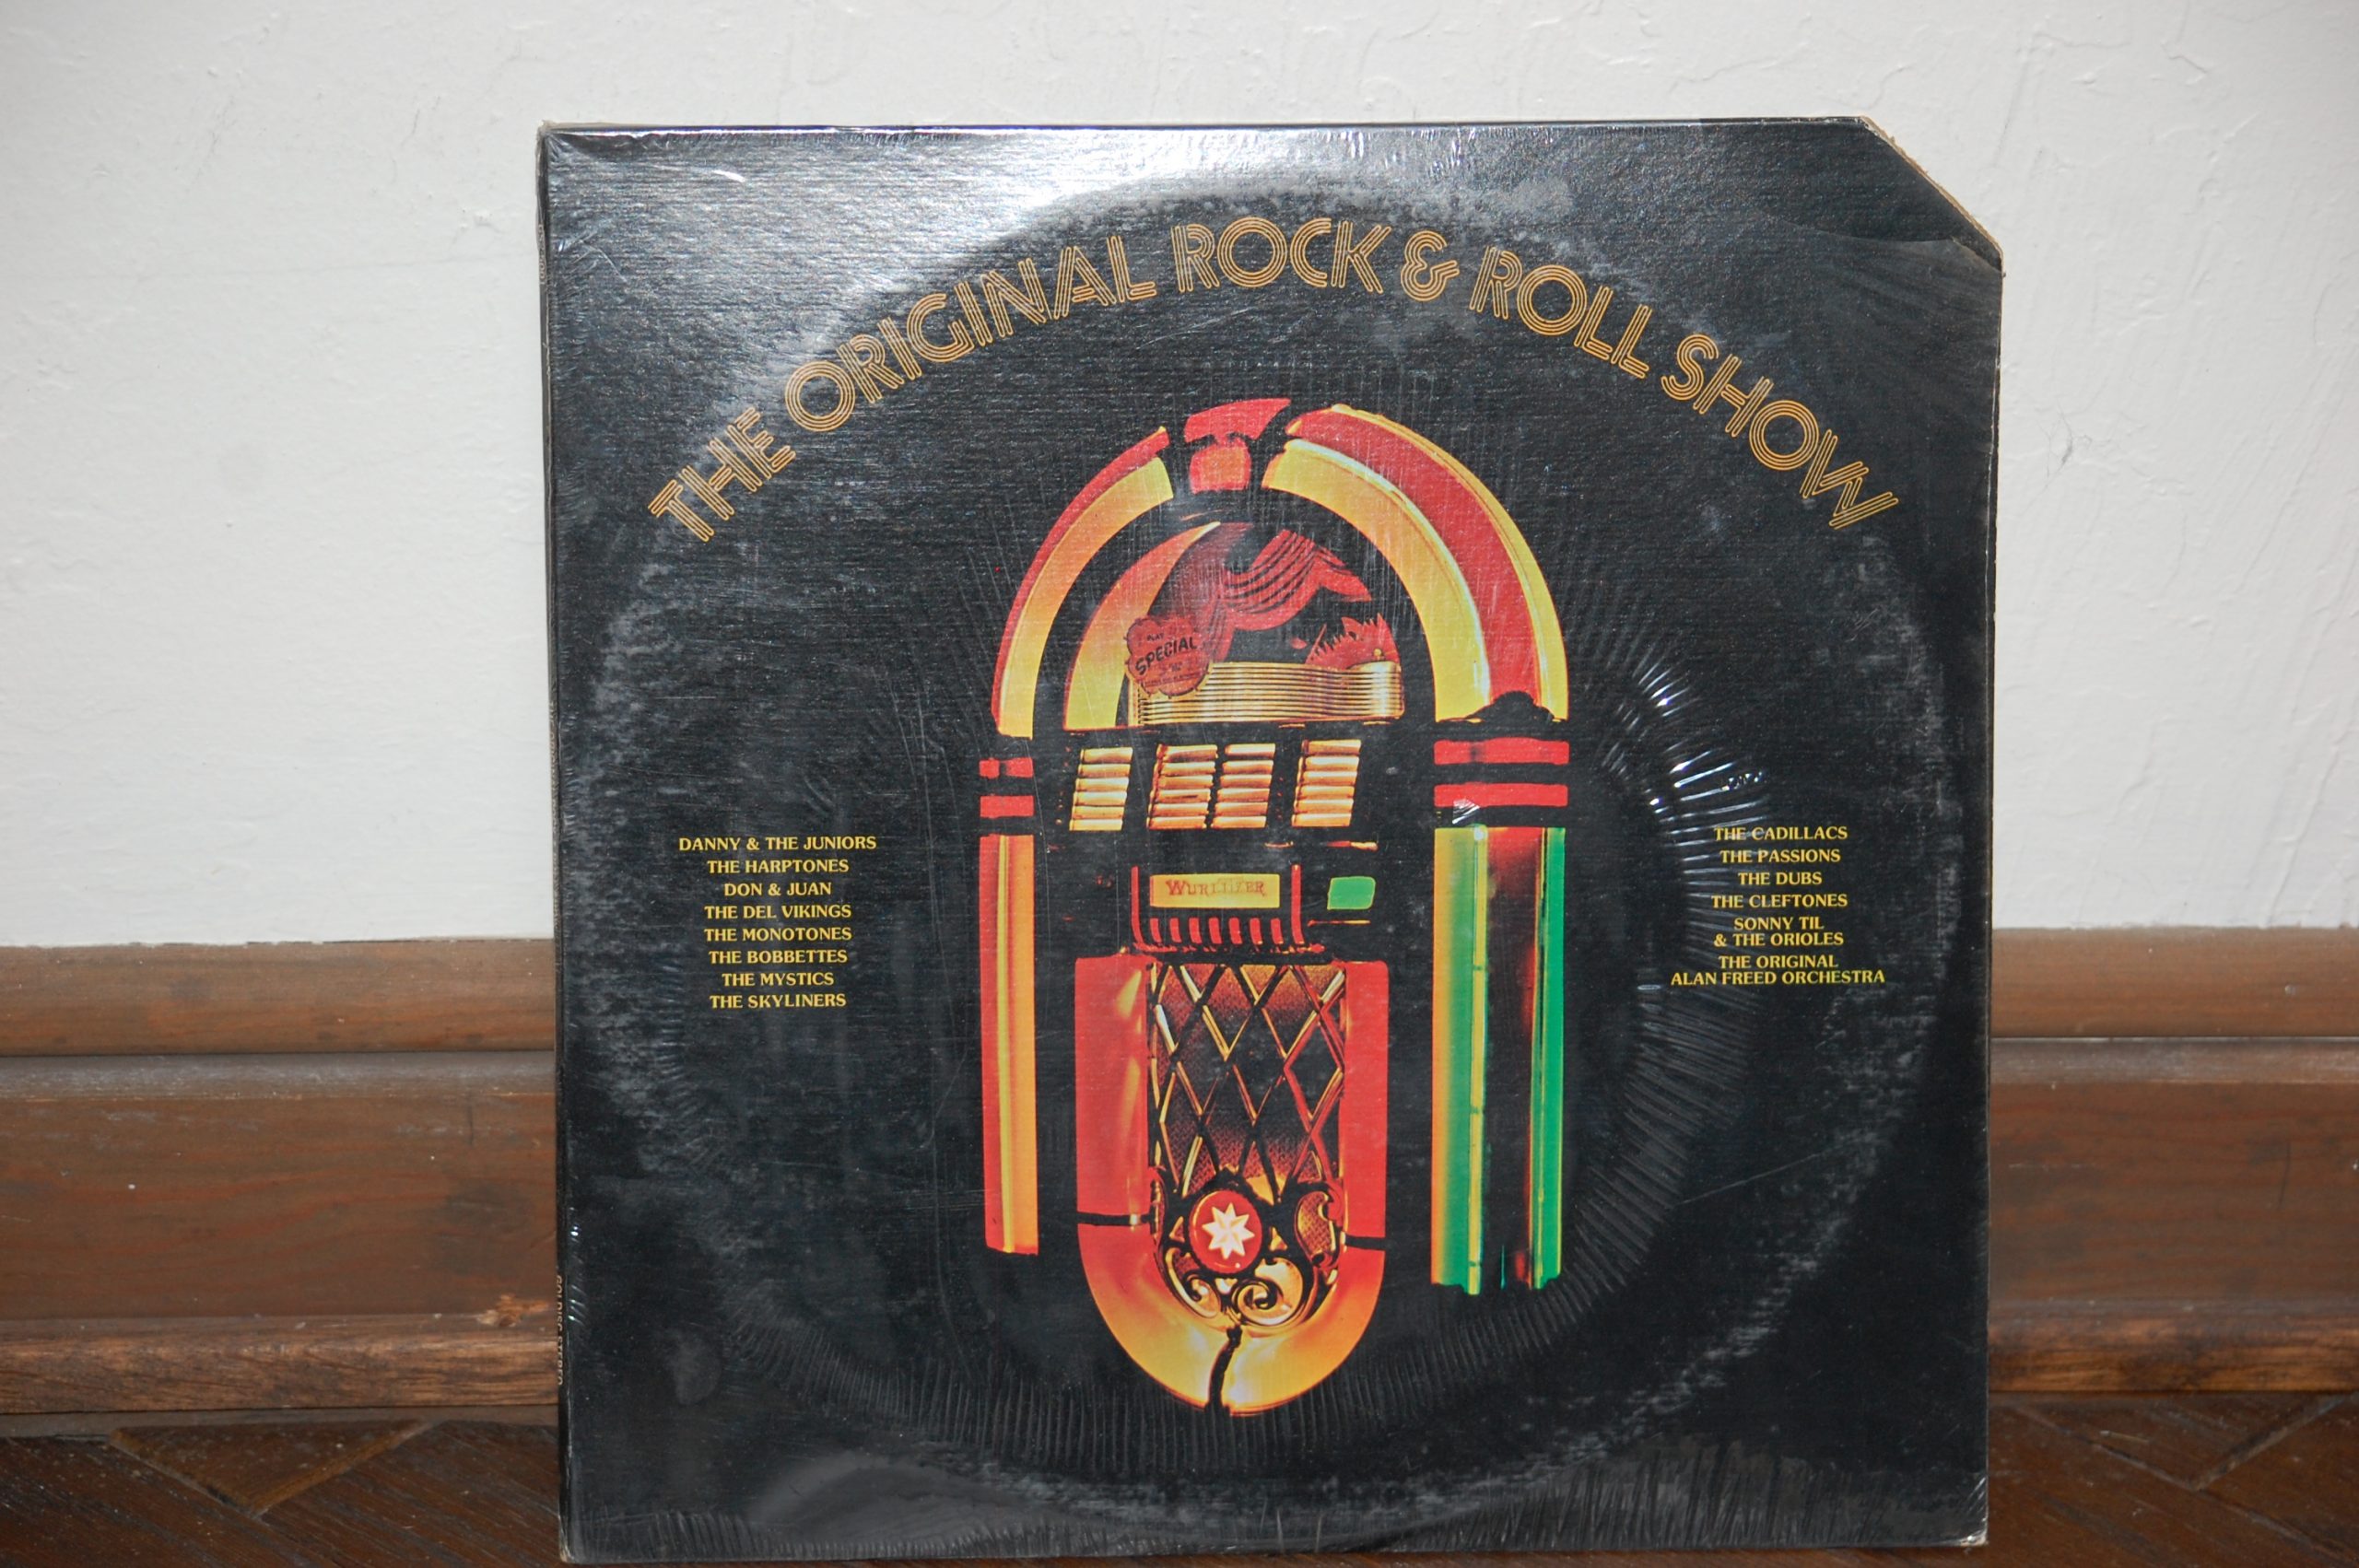 THE ORIGINAL ROCK & ROLL SHOW
PLAY
SPECIAL
WURLITZER
DANNY & THE JUNIORS
THE HARPTONES
DON & JUAN
THE DEL VIKINGS
THE MONOTONES
THE BOBBETTES
THE MYSTICS
THE SKYLINERS
THE CADILLACS
THE PASSIONS
THE DUBS
THE CLEFTONES
SONNY TIL
& THE ORIOLES
THE ORIGINAL
ALAN FREED ORCHESTRA